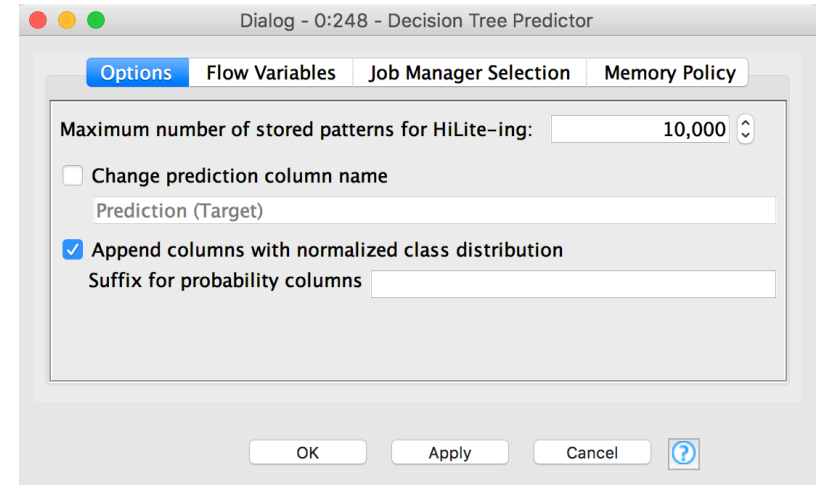 Dialog - 0:248 - Decision Tree Predictor
Options Flow Variables Job Manager Selection Memory Policy
Maximum number of stored patterns for HiLite-ing: 10,000
Change prediction column name
Prediction (Target)
Append columns with normalized class distribution
Suffix for probability columns
OK Apply Cancel ?